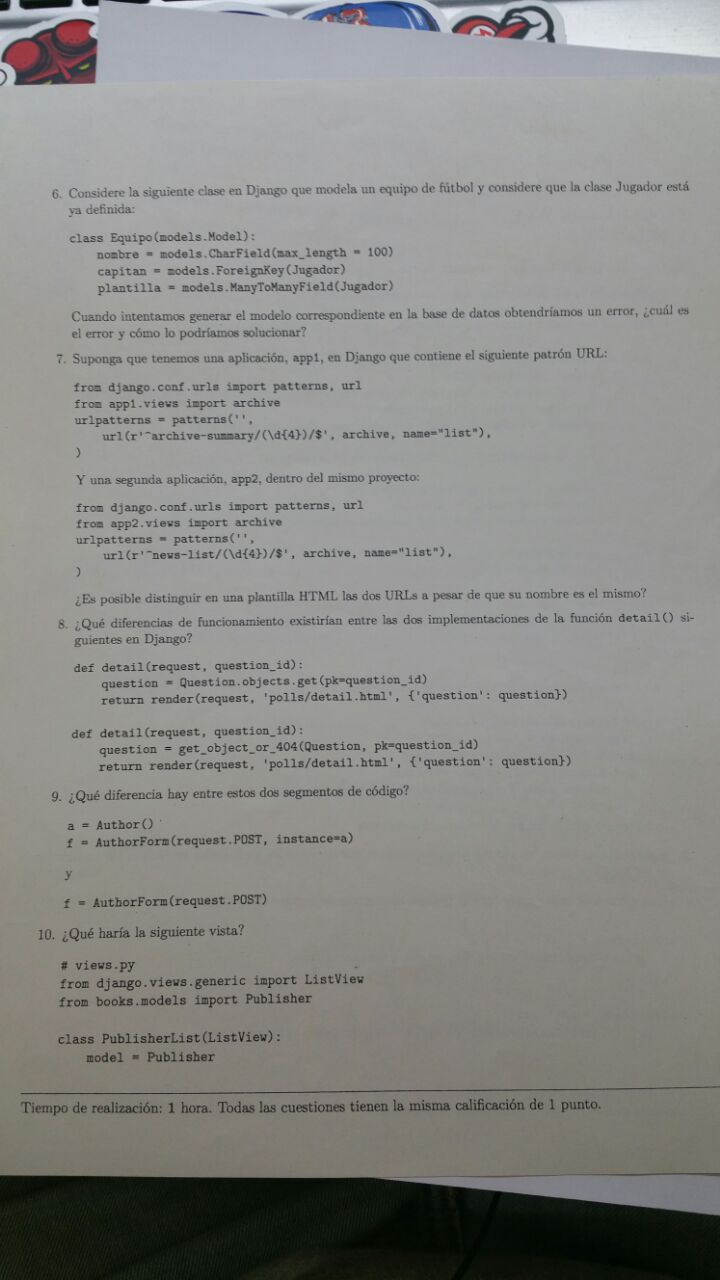 6. Considere la siguiente clase en Django que modela un equipo de fútbol y considere que la clase Jugador está
ya definida:
class Equipo(models.Model):
    nombre = models.CharField(max_length = 100)
    capitan = models.ForeignKey(Jugador)
    plantilla = models.ManyToManyField(Jugador)
Cuando intentamos generar el modelo correspondiente en la base de datos obtendríamos un error, ¿cuál es
el error y cómo lo podríamos solucionar?
7. Suponga que tenemos una aplicación, app1, en Django que contiene el siguiente patrón URL:
from django.conf.urls import patterns, url
from app1.views import archive
urlpatterns = patterns('',
    url(r'^archive-summary/(\d{4})/$', archive, name="list"),
)
Y una segunda aplicación, app2, dentro del mismo proyecto:
from django.conf.urls import patterns, url
from app2.views import archive
urlpatterns = patterns('',
    url(r'^news-list/(\d{4})/$', archive, name="list"),
)
¿Es posible distinguir en una plantilla HTML las dos URLs a pesar de que su nombre es el mismo?
8. ¿Qué diferencias de funcionamiento existirían entre las dos implementaciones de la función detail() si-
guientes en Django?
def detail(request, question_id):
    question = Question.objects.get(pk=question_id)
    return render(request, 'polls/detail.html', {'question': question})
def detail(request, question_id):
    question = get_object_or_404(Question, pk=question_id)
    return render(request, 'polls/detail.html', {'question': question})
9. ¿Qué diferencia hay entre estos dos segmentos de código?
a = Author()
f = AuthorForm(request.POST, instance=a)
y
f = AuthorForm(request.POST)
10. ¿Qué haría la siguiente vista?
# views.py
from django.views.generic import ListView
from books.models import Publisher
class PublisherList(ListView):
    model = Publisher
Tiempo de realización: 1 hora. Todas las cuestiones tienen la misma calificación de 1 punto.